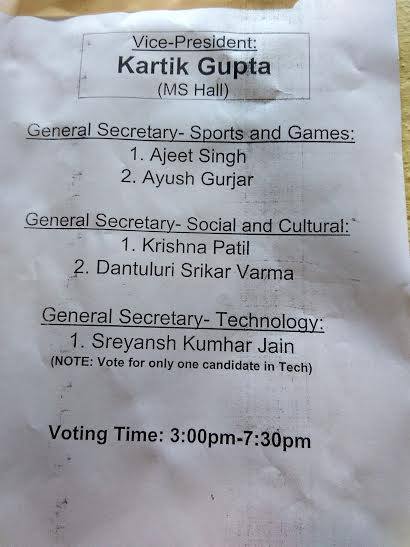 Vice-President:
Kartik Gupta
(MS Hall)
General Secretary- Sports and Games:
1. Ajeet Singh
2. Ayush Gurjar
General Secretary- Social and Cultural:
1. Krishna Patil
2. Dantuluri Srikar Varma
General Secretary- Technology:
1. Sreyansh Kumhar Jain
(NOTE: Vote for only one candidate in Tech)
Voting Time: 3:00pm-7:30pm